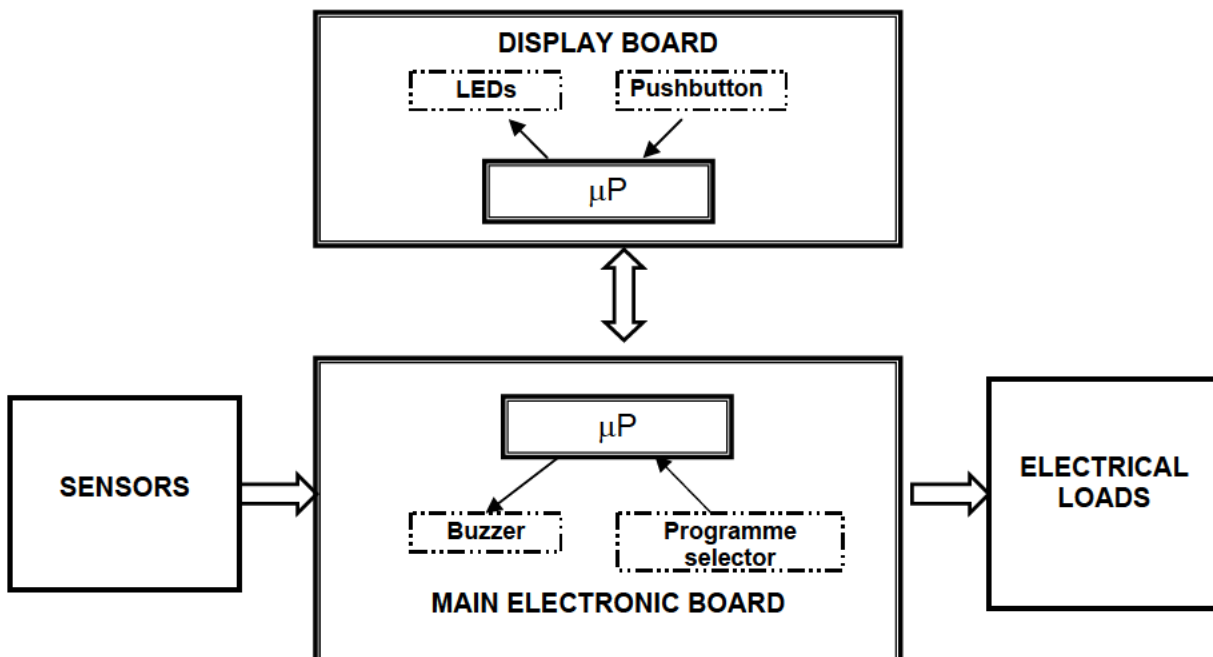 DISPLAY BOARD
LEDs
Pushbutton
μP
μP
SENSORS
ELECTRICAL
LOADS
Buzzer
Programme
selector
MAIN ELECTRONIC BOARD